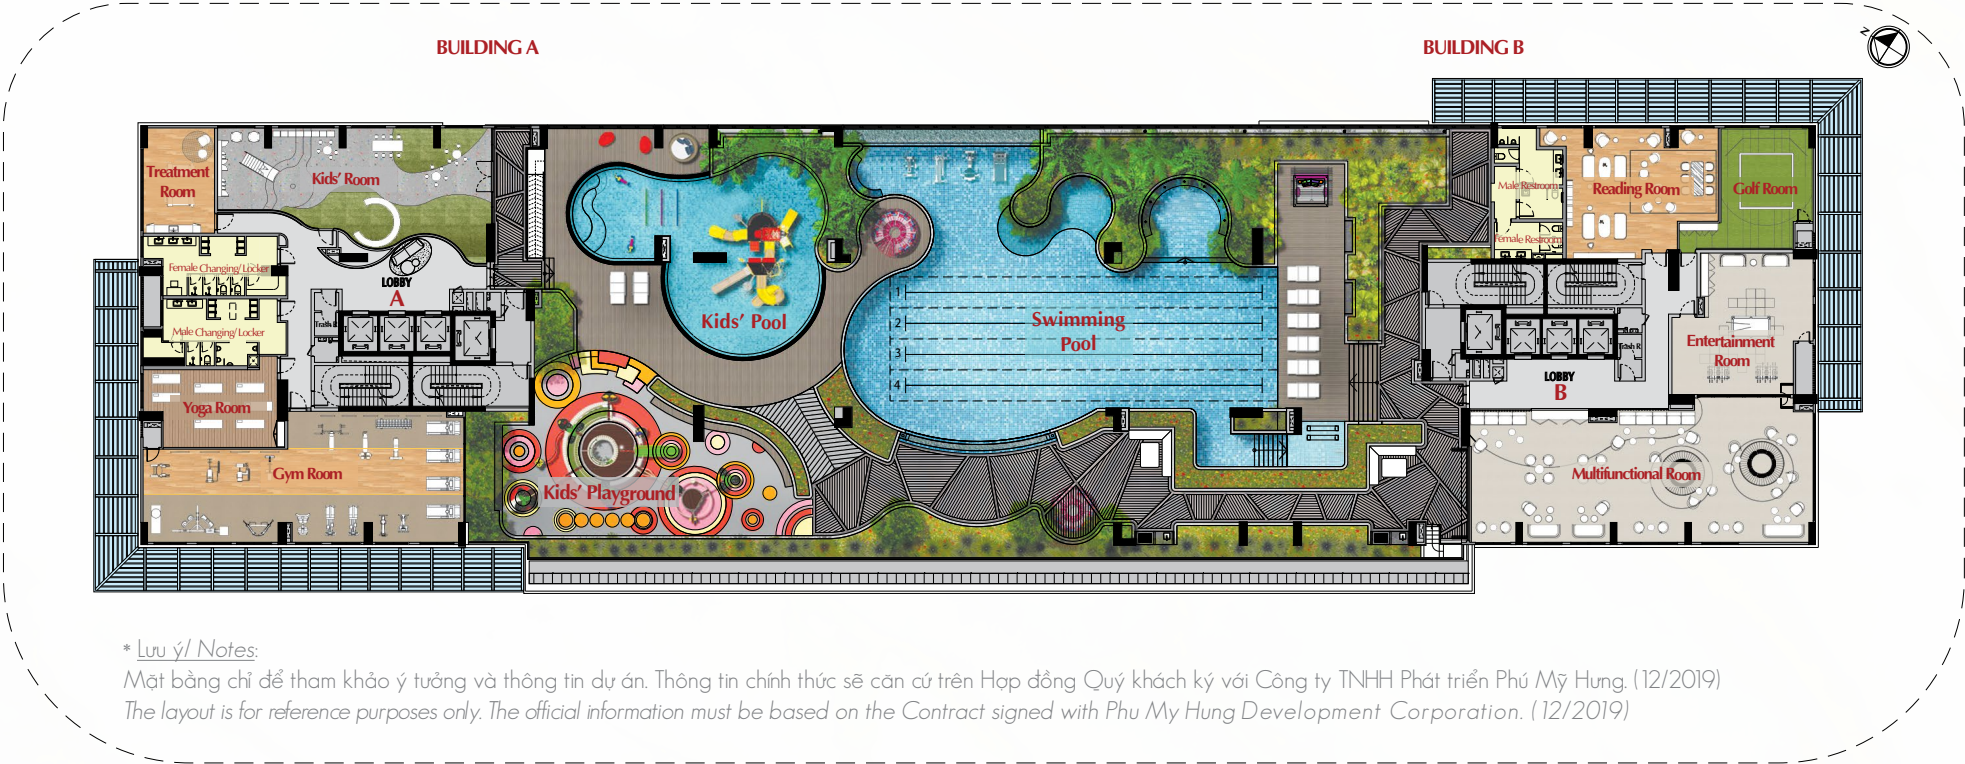 BUILDING A
BUILDING B
N
Treatment
Room
Kids' Room
Female Changing/ Locker
Male Changing/ Locker
LOBBY
A
Trash R
Yoga Room
Gym Room
Kids' Pool
Kids' Playground
Swimming
Pool
1
2
3
4
Male Restroom
Female Restroom
Reading Room
Golf Room
Entertainment
Room
Trash R
LOBBY
B
Multifunctional Room
* Lưu ý/ Notes:
Mặt bằng chỉ để tham khảo ý tưởng và thông tin dự án. Thông tin chính thức sẽ căn cứ trên Hợp đồng Quý khách ký với Công ty TNHH Phát triển Phú Mỹ Hưng. (12/2019)
The layout is for reference purposes only. The official information must be based on the Contract signed with Phu My Hung Development Corporation. (12/2019)